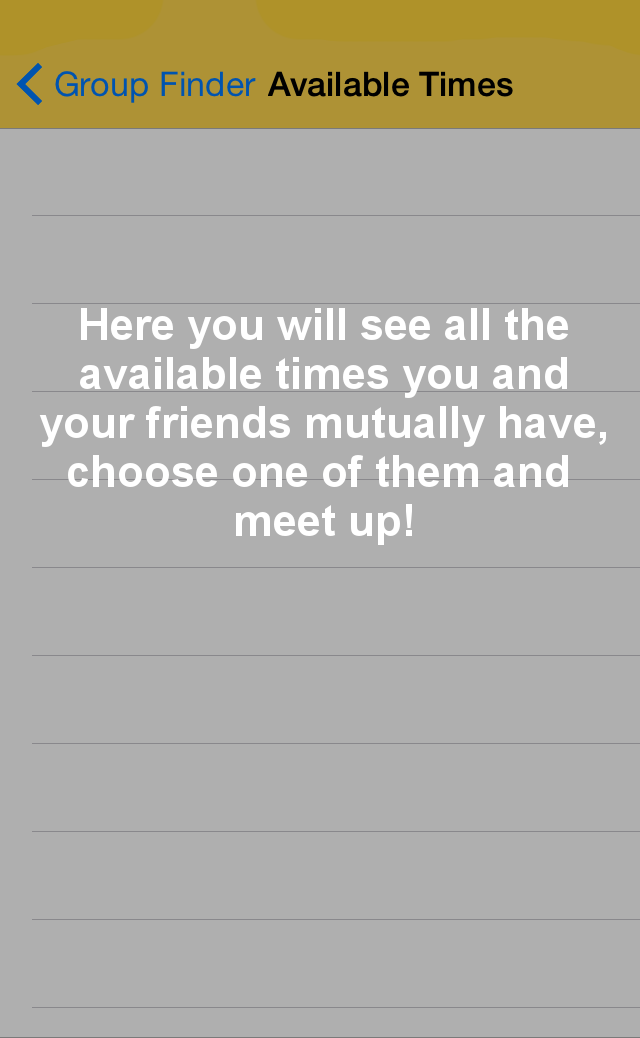 Group Finder Available Times
Here you will see all the
available times you and
your friends mutually have,
choose one of them and
meet up!